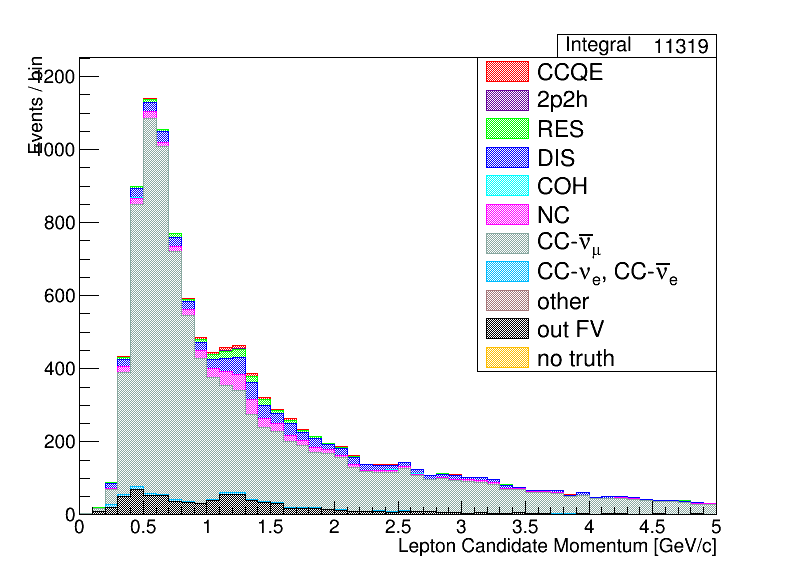 Integral 11319
Events / bin
CCQE
2p2h
RES
DIS
COH
NC
CC-ν̅μ
CC-νe, CC-ν̅e
other
out FV
no truth
1200
1000
800
600
400
200
0
0 0.5 1 1.5 2 2.5 3 3.5 4 4.5 5
Lepton Candidate Momentum [GeV/c]